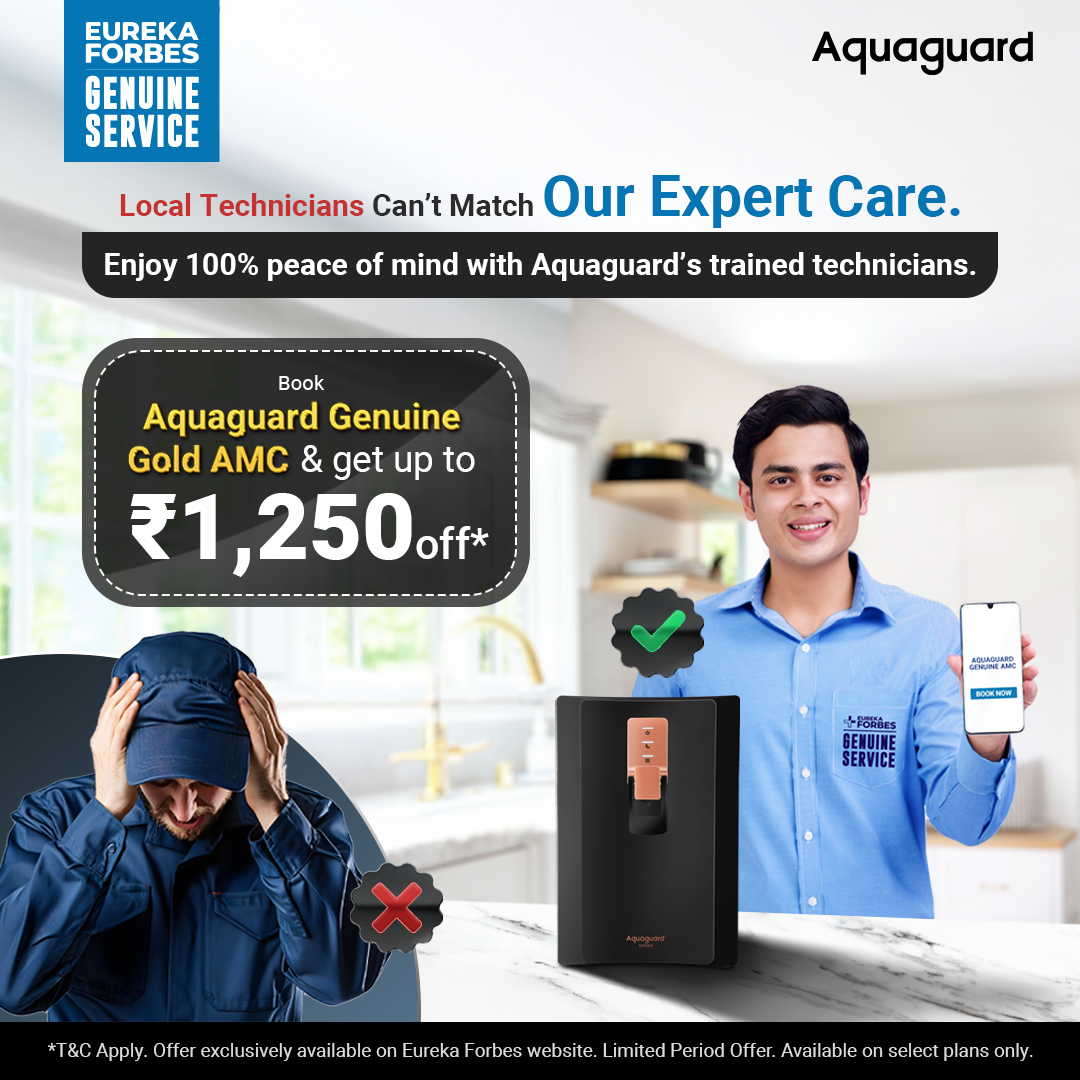 EUREKA
FORBES
GENUINE
SERVICE
Aquaguard
Local Technicians Can't Match Our Expert Care.
Enjoy 100% peace of mind with Aquaguard's trained technicians.
Book
Aquaguard Genuine
Gold AMC & get up to
₹1,250 off*
AQUAGUARD
GENUINE AMC
BOOK NOW
EUREKA
FORBES
GENUINE
SERVICE
Aquaguard
*T&C Apply. Offer exclusively available on Eureka Forbes website. Limited Period Offer. Available on select plans only.